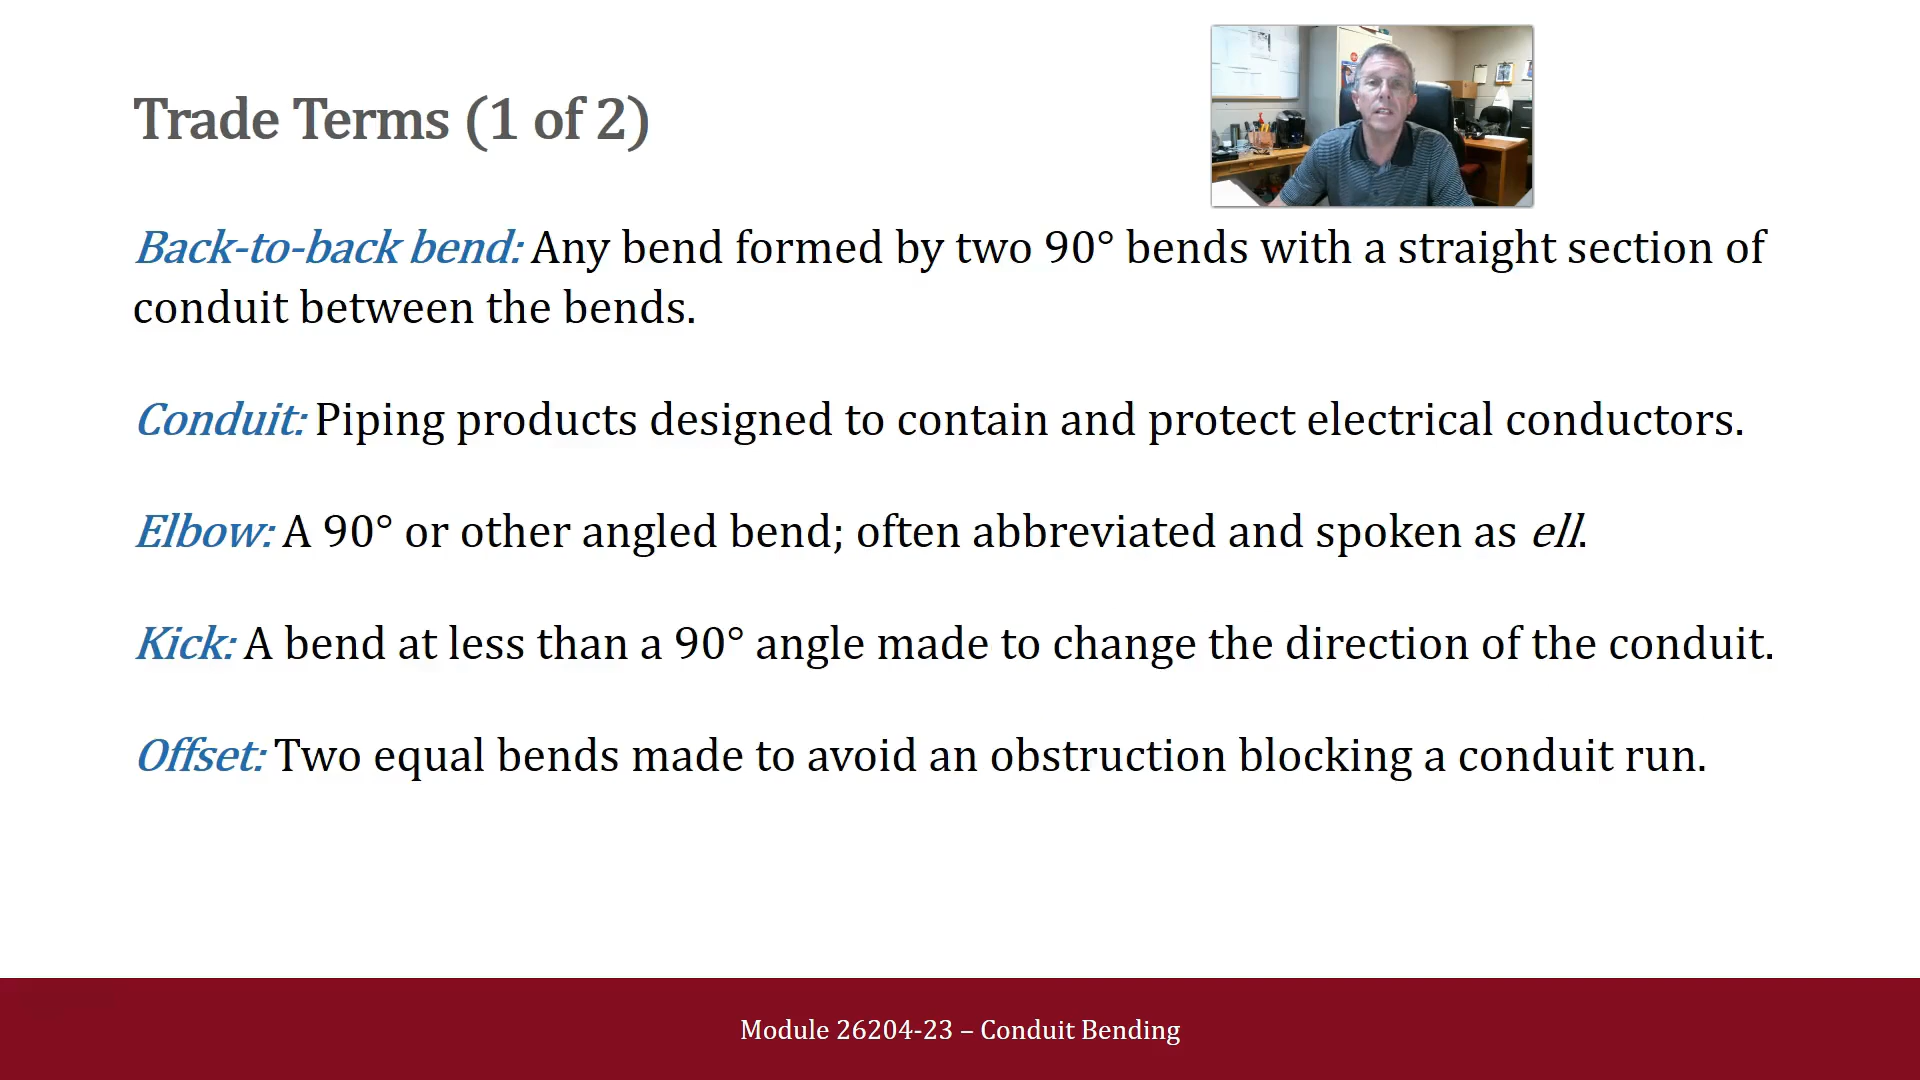 Trade Terms (1 of 2)
Back-to-back bend: Any bend formed by two 90° bends with a straight section of
conduit between the bends.
Conduit: Piping products designed to contain and protect electrical conductors.
Elbow: A 90° or other angled bend; often abbreviated and spoken as ell.
Kick: A bend at less than a 90° angle made to change the direction of the conduit.
Offset: Two equal bends made to avoid an obstruction blocking a conduit run.
Module 26204-23 – Conduit Bending